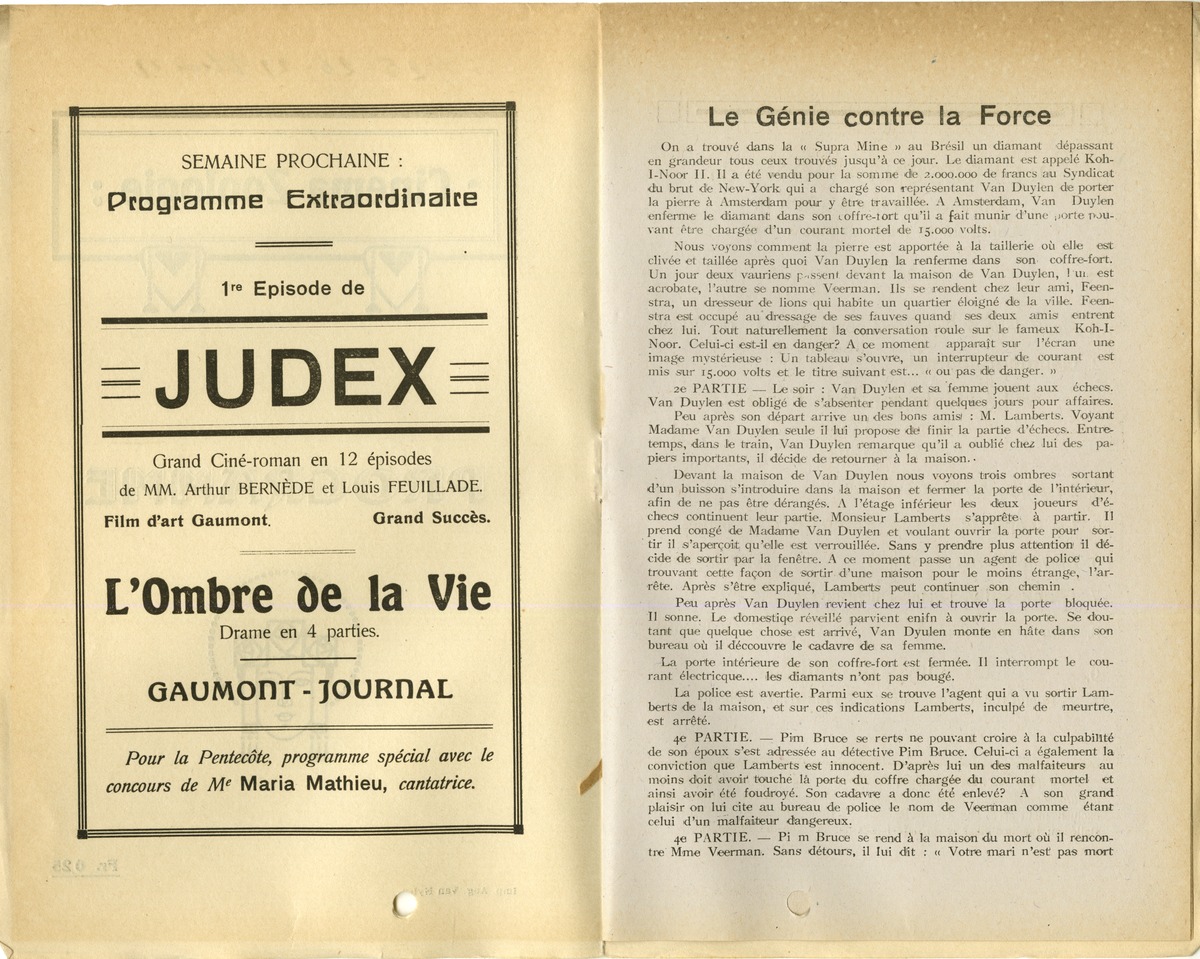 SEMAINE PROCHAINE :
Programme Extraordinaire
1re Episode de
JUDEX
Grand Ciné-roman en 12 épisodes
de MM. Arthur BERNÈDE et Louis FEUILLADE.
Film d'art Gaumont. Grand Succès.
L'Ombre de la Vie
Drame en 4 parties.
GAUMONT - JOURNAL
Pour la Pentecôte, programme spécial avec le
concours de Me Maria Mathieu, cantatrice.
Le Génie contre la Force
On a trouvé dans la « Supra Mine » au Brésil un diamant dépassant
en grandeur tous ceux trouvés jusqu'à ce jour. Le diamant est appelé Koh-
I-Noor II. Il a été vendu pour la somme de 2.000.000 de francs au Syndicat
du brut de New-York qui a chargé son représentant Van Duylen de porter
la pierre à Amsterdam pour y être travaillée. A Amsterdam, Van Duylen
enferme le diamant dans son coffre-fort qu'il a fait munir d'une porte pou-
vant être chargée d'un courant mortel de 15.000 volts.
Nous voyons comment la pierre est apportée à la taillerie où elle est
clivée et taillée après quoi Van Duylen la renferme dans son coffre-fort.
Un jour deux vauriens passent devant la maison de Van Duylen, l'un est
acrobate, l'autre se nomme Veerman. Ils se rendent chez leur ami, Feen-
stra, un dresseur de lions qui habite un quartier éloigné de la ville. Feen-
stra est occupé au dressage de ses fauves quand ses deux amis entrent
chez lui. Tout naturellement la conversation roule sur le fameux Koh-I-
Noor. Celui-ci est-il en danger? A ce moment apparaît sur l'écran une
image mystérieuse : Un tableau s'ouvre, un interrupteur de courant est
mis sur 15.000 volts et le titre suivant est... « ou pas de danger. »
2e PARTIE — Le soir : Van Duylen et sa femme jouent aux échecs.
Van Duylen est obligé de s'absenter pendant quelques jours pour affaires.
Peu après son départ arrive un des bons amis : M. Lamberts. Voyant
Madame Van Duylen seule il lui propose de finir la partie d'échecs. Entre-
temps, dans le train, Van Duylen remarque qu'il a oublié chez lui des pa-
piers importants, il décide de retourner à la maison.
Devant la maison de Van Duylen nous voyons trois ombres sortant
d'un buisson s'introduire dans la maison et fermer la porte de l'intérieur,
afin de ne pas être dérangés. A l'étage inférieur les deux joueurs d'é-
checs continuent leur partie. Monsieur Lamberts s'apprête à partir. Il
prend congé de Madame Van Duylen et voulant ouvrir la porte pour sor-
tir il s'aperçoit qu'elle est verrouillée. Sans y prendre plus attention il dé-
cide de sortir par la fenêtre. A ce moment passe un agent de police qui
trouvant cette façon de sortir d'une maison pour le moins étrange, l'ar-
rête. Après s'être expliqué, Lamberts peut continuer son chemin .
Peu après Van Duylen revient chez lui et trouve la porte bloquée.
Il sonne. Le domestiqe réveillé parvient enifn à ouvrir la porte. Se dou-
tant que quelque chose est arrivé, Van Dyulen monte en hâte dans son
bureau où il déccouvre le cadavre de sa femme.
La porte intérieure de son coffre-fort est fermée. Il interrompt le cou-
rant électricque.... les diamants n'ont pas bougé.
La police est avertie. Parmi eux se trouve l'agent qui a vu sortir Lam-
berts de la maison, et sur ces indications Lamberts, inculpé de meurtre,
est arrêté.
4e PARTIE. — Pim Bruce se rerts ne pouvant croire à la culpabilité
de son époux s'est adressée au détective Pim Bruce. Celui-ci a également la
conviction que Lamberts est innocent. D'après lui un des malfaiteurs au
moins doit avoir touché là porte du coffre chargée du courant mortel et
ainsi avoir été foudroyé. Son cadavre a donc été enlevé? A son grand
plaisir on lui cite au bureau de police le nom de Veerman comme étant
celui d'un malfaiteur dangereux.
4e PARTIE. — Pi m Bruce se rend à la maison du mort où il rencon-
tre Mme Veerman. Sans détours, il lui dit : « Votre mari n'est pas mort
Fr. 0.25